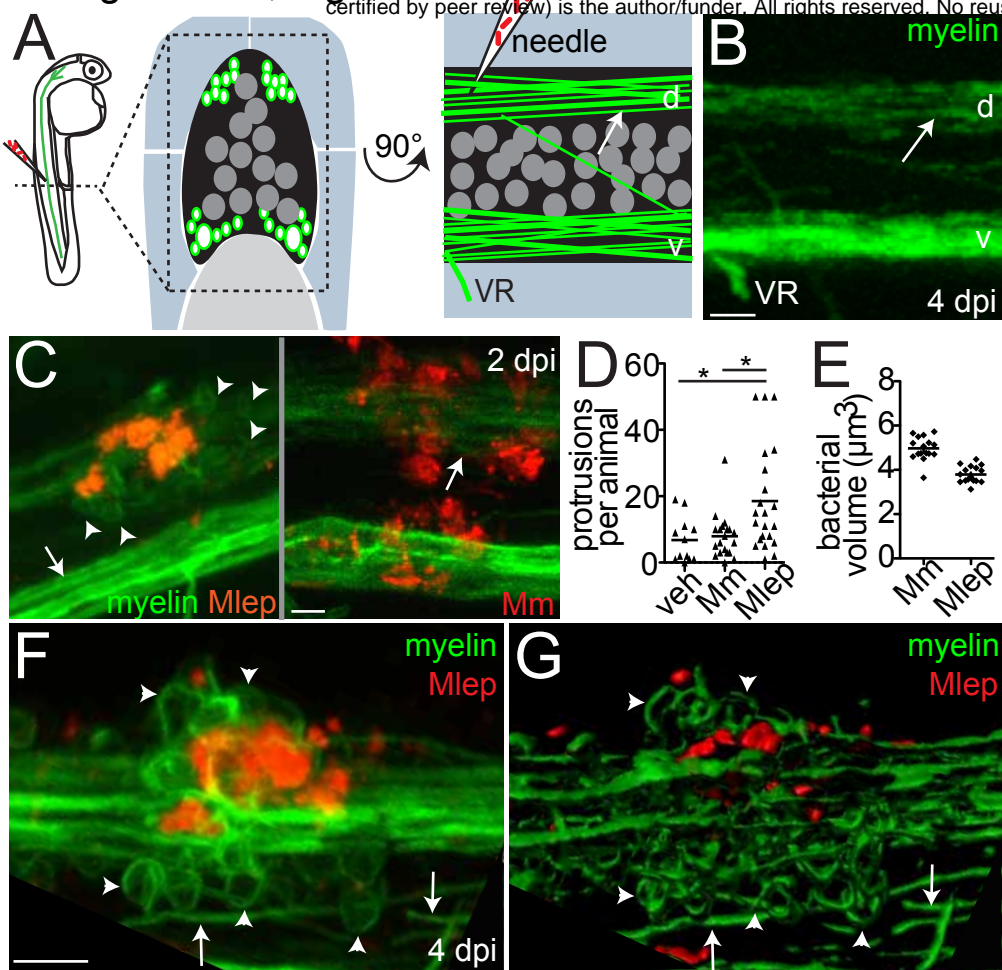 certified by peer review) is the author/funder. All rights reserved. No
A
needle
d
90°
v
VR
B
myelin
d
v
VR
4 dpi
C
2 dpi
myelin Mlep
Mm
D
protrusions
per animal
60
40
20
0
* *
veh Mm Mlep
E
bacterial
volume (µm3)
8
6
4
2
0
Mm Mlep
F
myelin
Mlep
4 dpi
G
myelin
Mlep